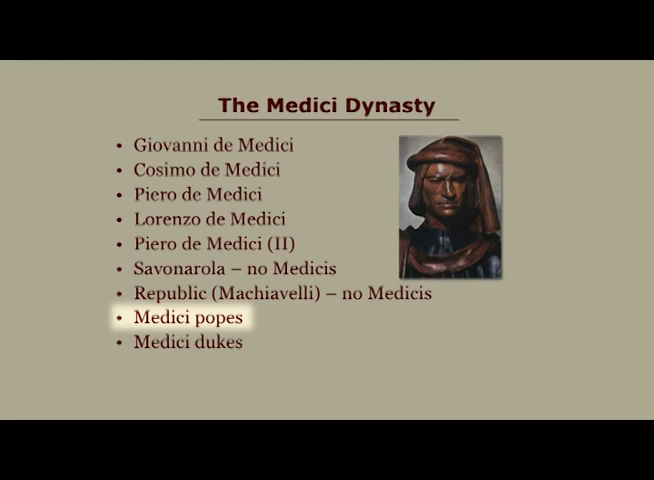 The Medici Dynasty
• Giovanni de Medici
• Cosimo de Medici
• Piero de Medici
• Lorenzo de Medici
• Piero de Medici (II)
• Savonarola – no Medicis
• Republic (Machiavelli) – no Medicis
• Medici popes
• Medici dukes